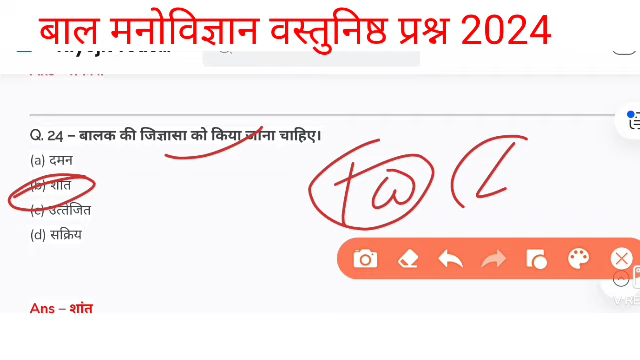 बाल मनोविज्ञान वस्तुनिष्ठ प्रश्न 2024
Q. 24 – बालक की जिज्ञासा को किया जाना चाहिए।
(a) दमन
(b) शांत
(c) उत्तेजित
(d) सक्रिय
Ans – शांत